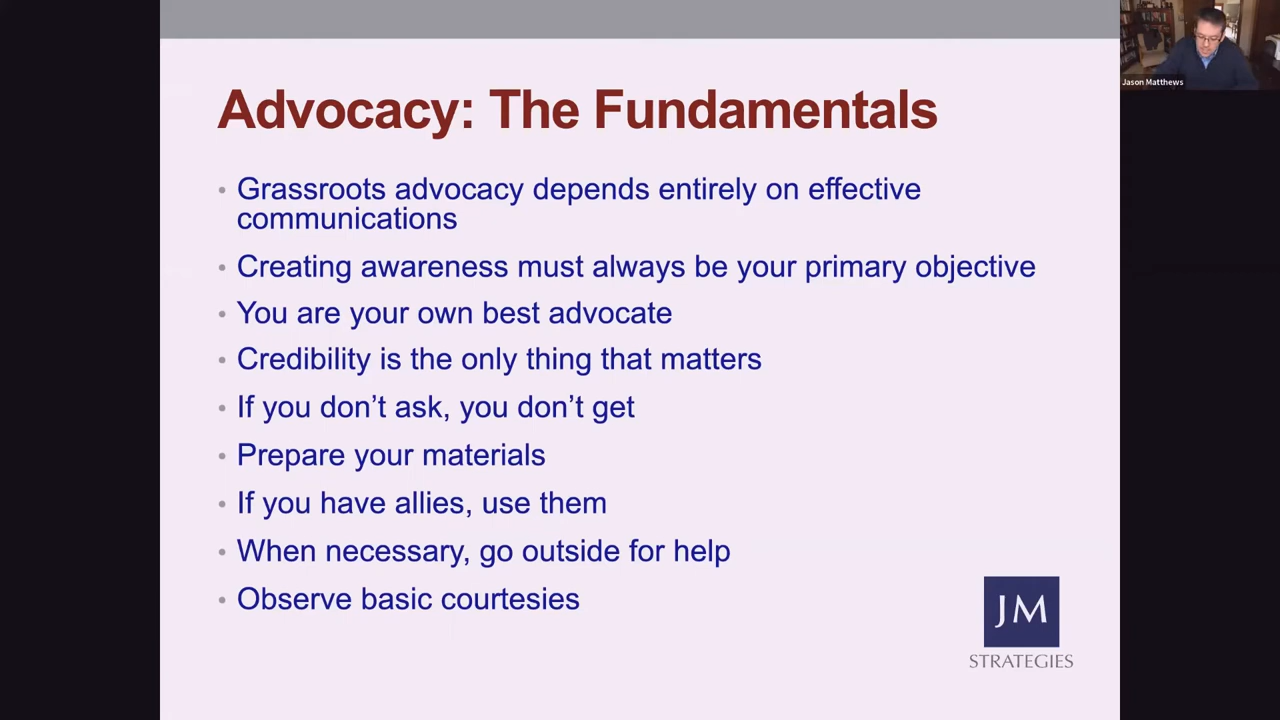 Advocacy: The Fundamentals
Grassroots advocacy depends entirely on effective
communications
Creating awareness must always be your primary objective
You are your own best advocate
Credibility is the only thing that matters
If you don’t ask, you don’t get
Prepare your materials
If you have allies, use them
When necessary, go outside for help
Observe basic courtesies
JM
STRATEGIES
Jason Matthews